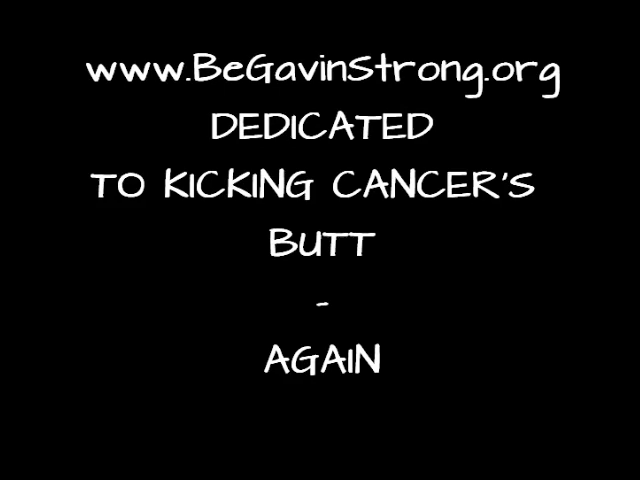 www.BeGavinStrong.org
DEDICATED
TO KICKING CANCER'S
BUTT
-
AGAIN